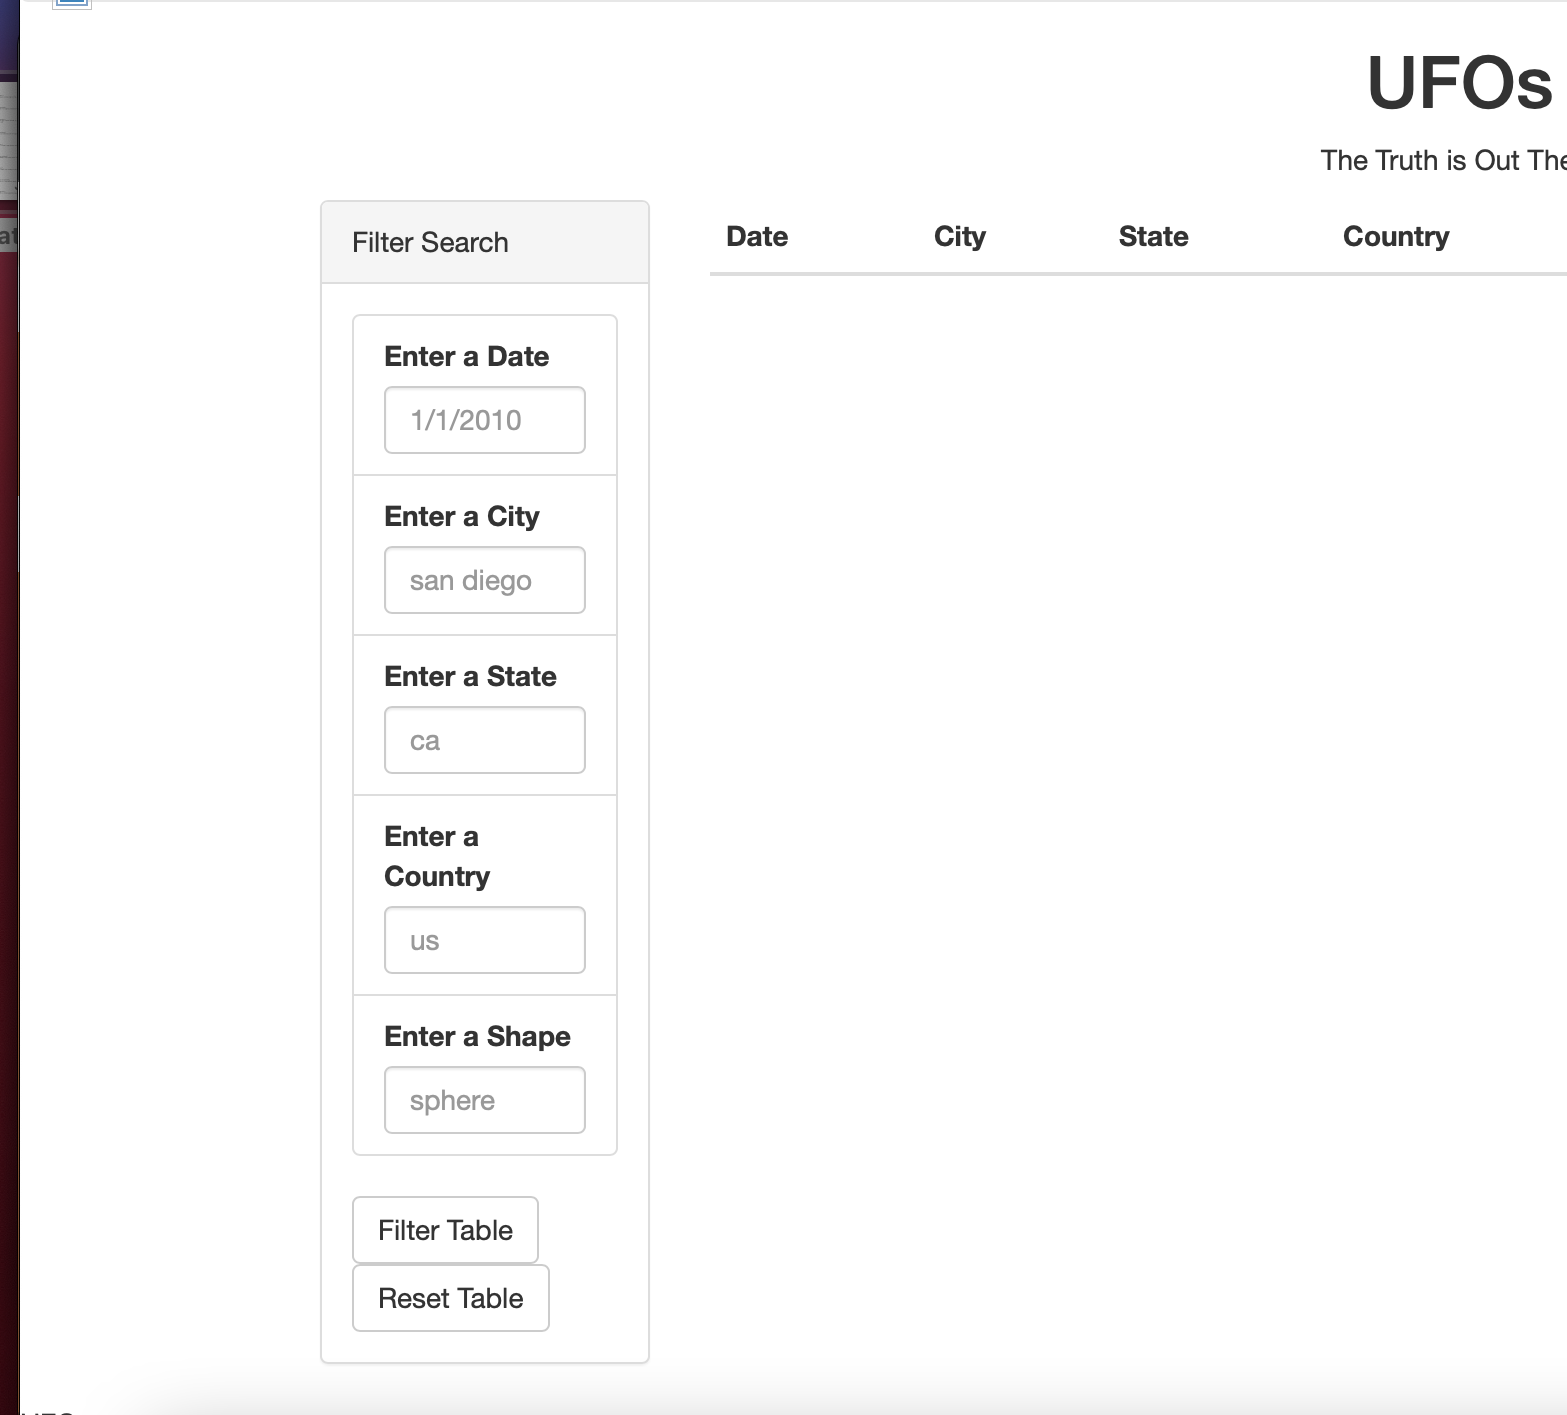 UFOs
The Truth is Out
Filter Search
Date City State Country
Enter a Date
1/1/2010
Enter a City
san diego
Enter a State
ca
Enter a
Country
us
Enter a Shape
sphere
Filter Table
Reset Table